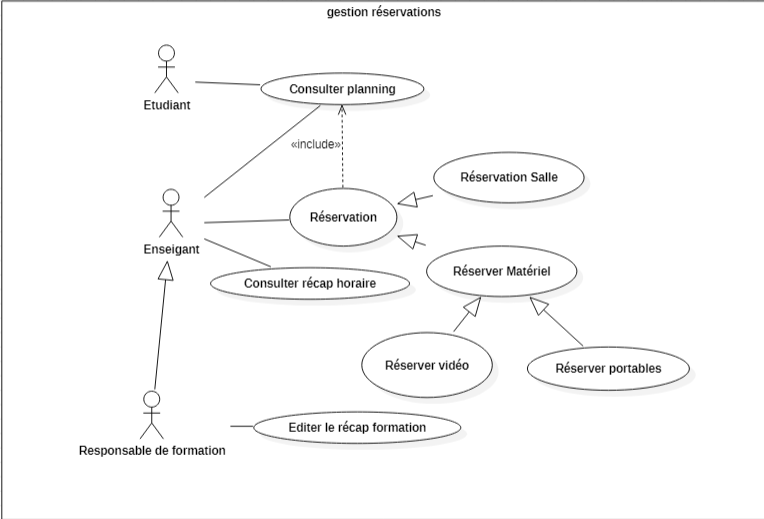 gestion réservations
Consulter planning
Etudiant
«include»
Réservation Salle
Réservation
Enseigant
Réserver Matériel
Consulter récap horaire
Réserver vidéo
Réserver portables
Editer le récap formation
Responsable de formation